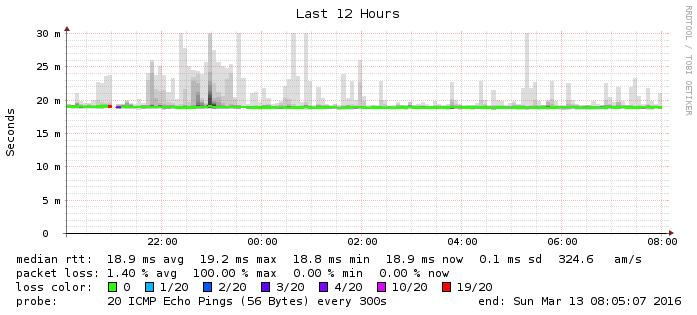 Last 12 Hours
RRDTOOL / TOBI OETIKER
Seconds
30 m
25 m
20 m
15 m
10 m
5 m
0
22:00 00:00 02:00 04:00 06:00 08:00
median rtt: 18.9 ms avg 19.2 ms max 18.8 ms min 18.9 ms now 0.1 ms sd 324.6 am/s
packet loss: 1.40 % avg 100.00 % max 0.00 % min 0.00 % now
loss color: 0 1/20 2/20 3/20 4/20 10/20 19/20
probe: 20 ICMP Echo Pings (56 Bytes) every 300s end: Sun Mar 13 08:05:07 2016